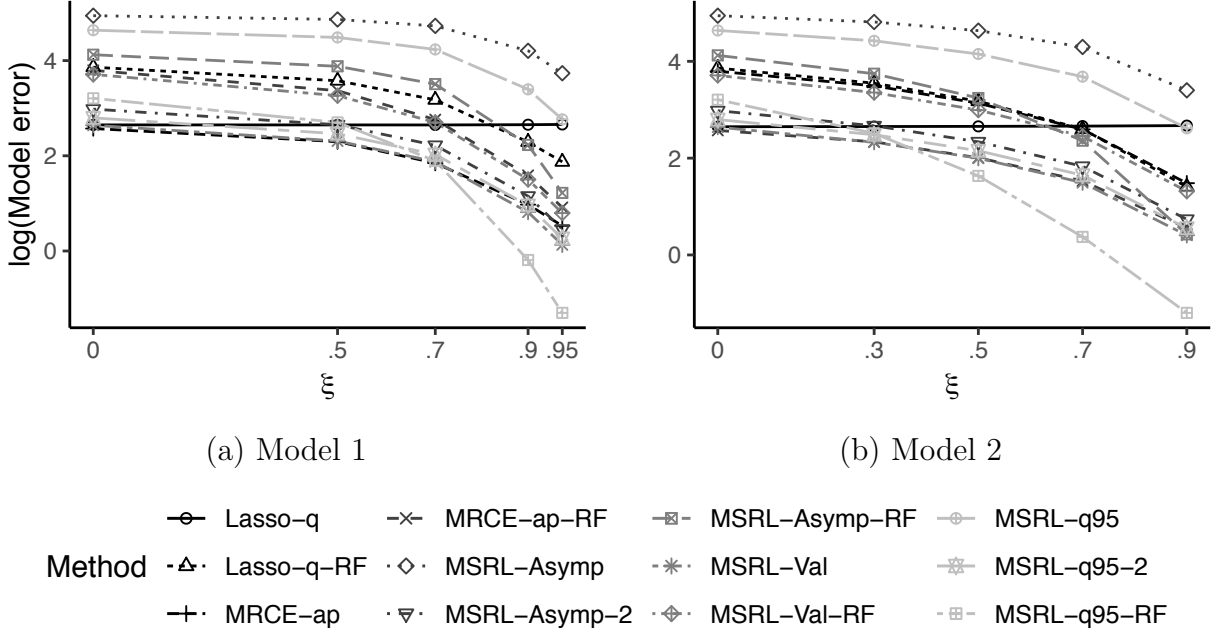 log(Model error)
4
2
0
0
.5
.7
.9
.95
ξ
4
2
0
0
.3
.5
.7
.9
ξ
(a) Model 1
(b) Model 2
Method
Lasso−q
MRCE−ap−RF
MSRL−Asymp−RF
MSRL−q95
Lasso−q−RF
MSRL−Asymp
MSRL−Val
MSRL−q95−2
MRCE−ap
MSRL−Asymp−2
MSRL−Val−RF
MSRL−q95−RF